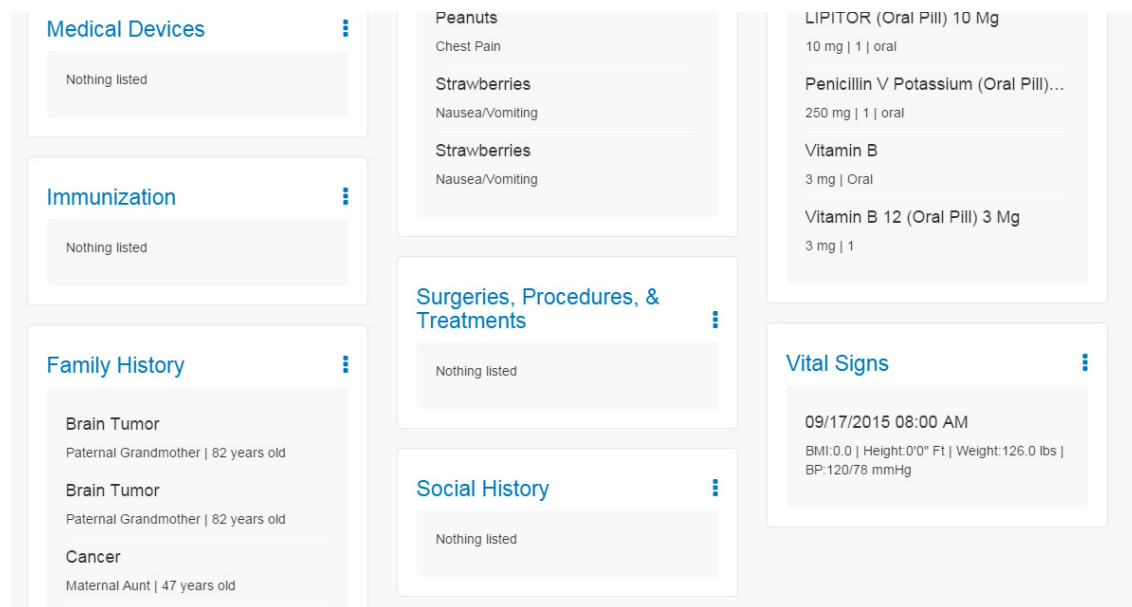 Medical Devices
Nothing listed
Immunization
Nothing listed
Family History
Brain Tumor
Paternal Grandmother | 82 years old
Brain Tumor
Paternal Grandmother | 82 years old
Cancer
Maternal Aunt | 47 years old
Peanuts
Chest Pain
Strawberries
Nausea/Vomiting
Strawberries
Nausea/Vomiting
Surgeries, Procedures, &
Treatments
Nothing listed
Social History
Nothing listed
LIPITOR (Oral Pill) 10 Mg
10 mg | 1 | oral
Penicillin V Potassium (Oral Pill)...
250 mg | 1 | oral
Vitamin B
3 mg | Oral
Vitamin B 12 (Oral Pill) 3 Mg
3 mg | 1
Vital Signs
09/17/2015 08:00 AM
BMI:0.0 | Height:0'0" Ft | Weight:126.0 lbs |
BP:120/78 mmHg